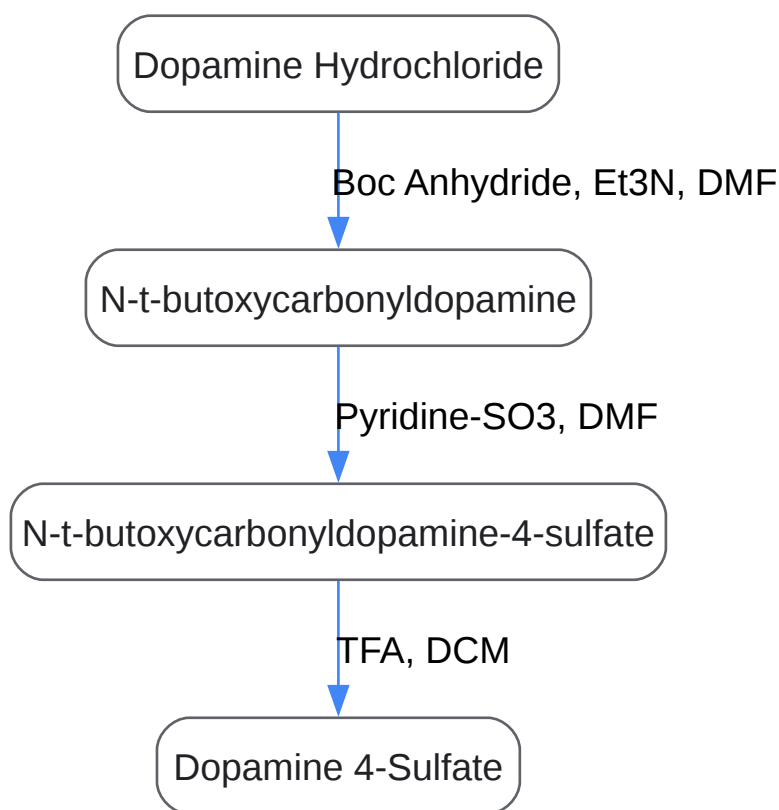 Dopamine Hydrochloride
Boc Anhydride, Et3N, DMF
N-t-butoxycarbonyldopamine
Pyridine-SO3, DMF
N-t-butoxycarbonyldopamine-4-sulfate
TFA, DCM
Dopamine 4-Sulfate